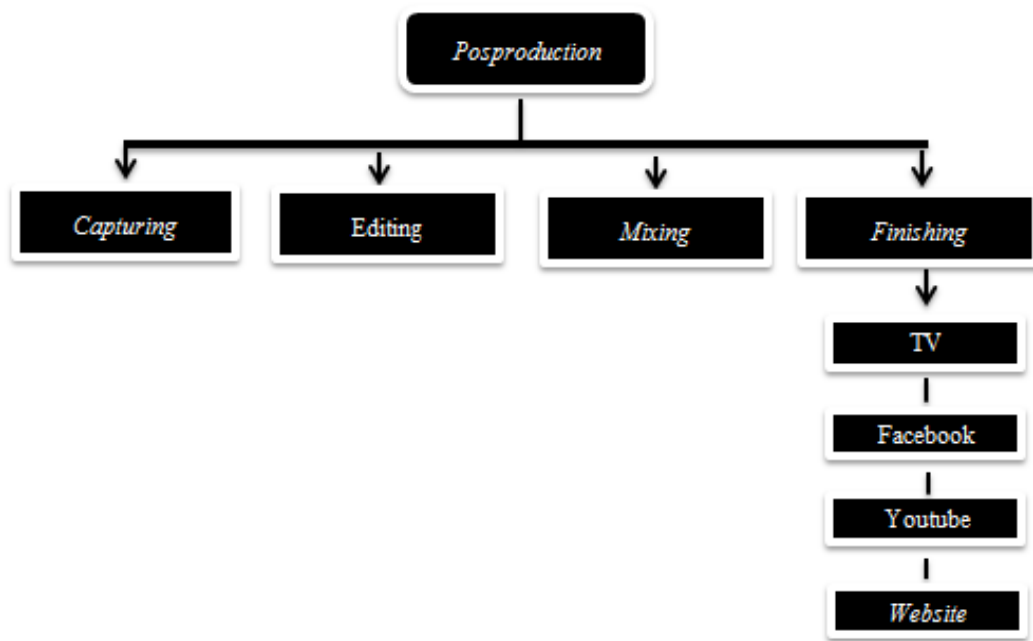 Posproduction
Capturing
Editing
Mixing
Finishing
TV
Facebook
Youtube
Website